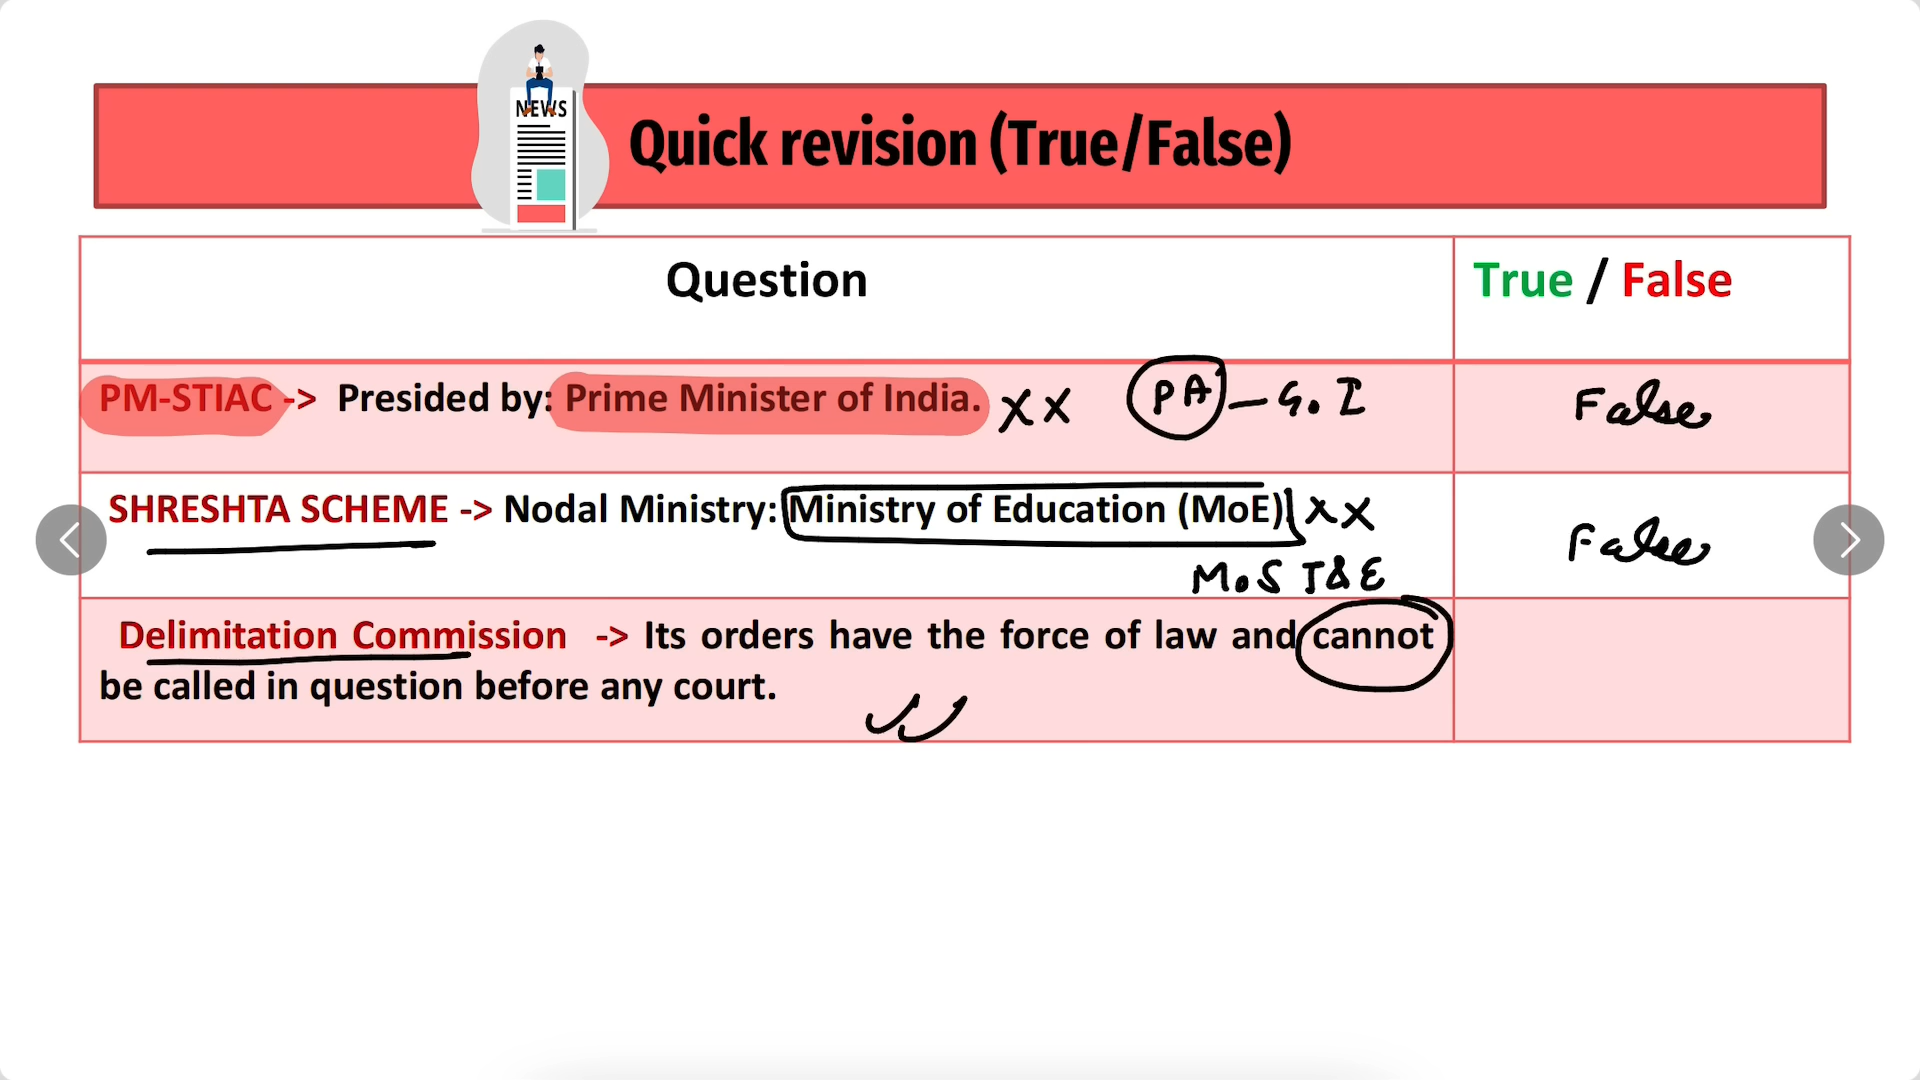 NEWS
Quick revision (True/False)
Question
True / False
PM-STIAC -> Presided by: Prime Minister of India. xx PA - G.I
False
SHRESHTA SCHEME -> Nodal Ministry: Ministry of Education (MoE). xx
MoSJ&E
False
Delimitation Commission -> Its orders have the force of law and cannot
be called in question before any court.